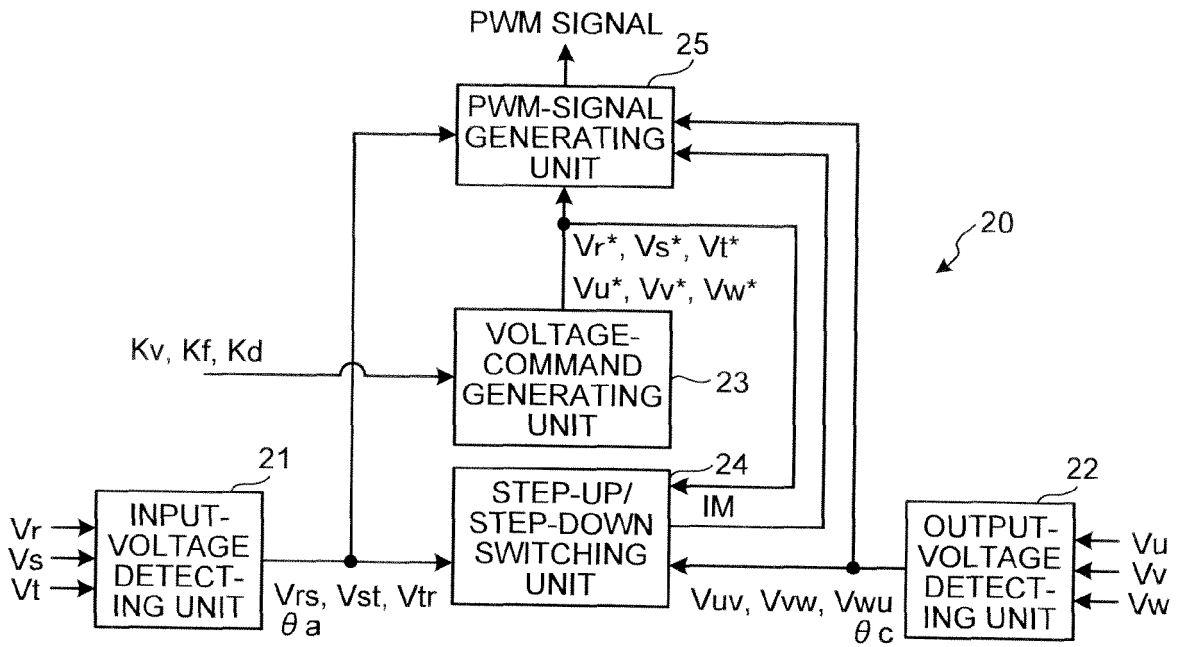 PWM SIGNAL
25
PWM-SIGNAL
GENERATING
UNIT
20
Vr*, Vs*, Vt*
Vu*, Vv*, Vw*
Kv, Kf, Kd
VOLTAGE-
COMMAND
GENERATING
UNIT
23
21
INPUT-
VOLTAGE
DETECT-
ING UNIT
Vr
Vs
Vt
Vrs, Vst, Vtr
θa
24
STEP-UP/
STEP-DOWN
SWITCHING
UNIT
IM
22
OUTPUT-
VOLTAGE
DETECT-
ING UNIT
Vu
Vv
Vw
Vuv, Vvw, Vwu
θc